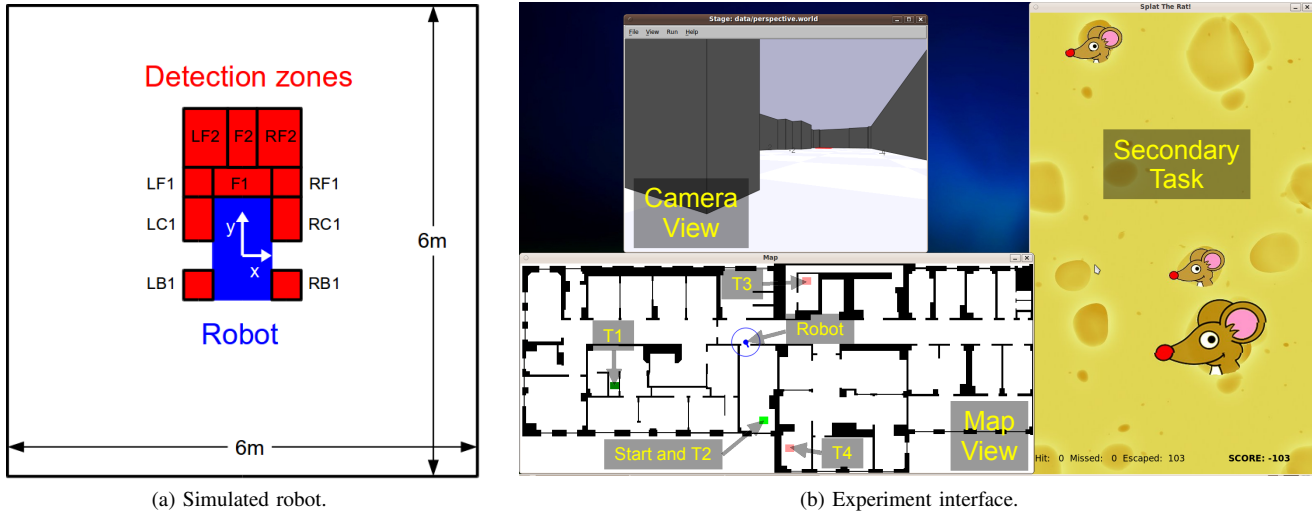 Detection zones
LF2 F2 RF2
LF1 F1 RF1
LC1 RC1
y
x
LB1 RB1
Robot
6m
6m
(a) Simulated robot.
Stage: data/perspective.world
File View Run Help
Camera
View
Map
T3
Robot
T1
Start and T2
T4
Map
View
Splat The Rat!
Secondary
Task
Hit: 0 Missed: 0 Escaped: 103 SCORE: -103
(b) Experiment interface.